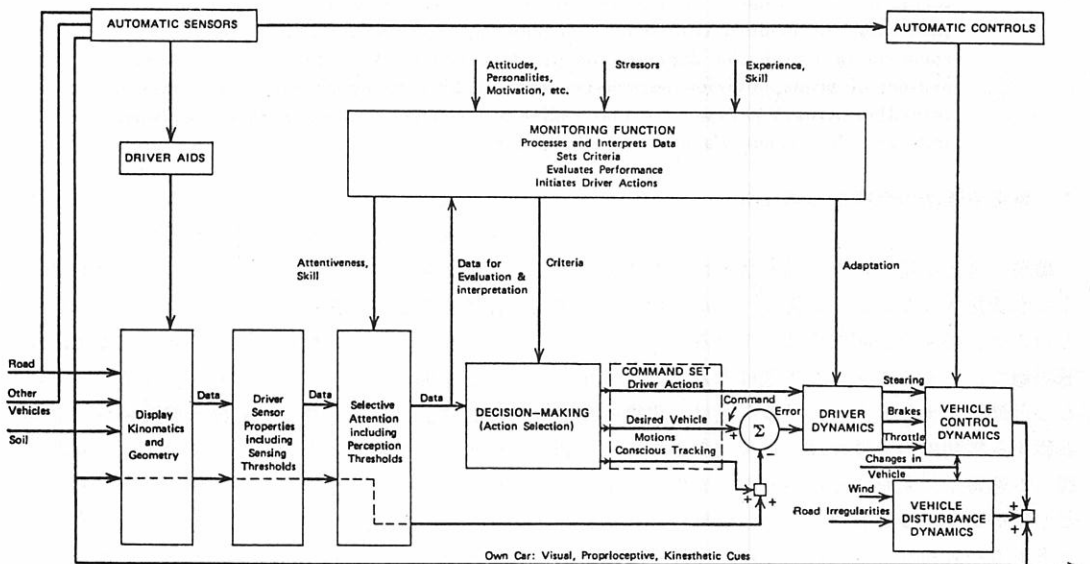 AUTOMATIC SENSORS
AUTOMATIC CONTROLS
Attitudes,
Personalities,
Motivation, etc.
Stressors
Experience,
Skill
MONITORING FUNCTION
Processes and Interprets Data
Sets Criteria
Evaluates Performance
Initiates Driver Actions
DRIVER AIDS
Attentiveness,
Skill
Data for
Evaluation &
interpretation
Criteria
Adaptation
Road
Other
Vehicles
Soil
Display
Kinomatics
and
Geometry
Data
Driver
Sensor
Properties
including
Sensing
Thresholds
Data
Selective
Attention
including
Perception
Thresholds
Data
DECISION—MAKING
(Action Selection)
COMMAND SET
Driver Actions
Command
Desired Vehicle
Motions
Conscious Tracking
+
Σ
−
Error
+
+
DRIVER
DYNAMICS
Stearing
Brakes
Throttle
VEHICLE
CONTROL
DYNAMICS
Changes in
Vehicle
Wind
Road Irregularities
VEHICLE
DISTURBANCE
DYNAMICS
+
+
Own Car: Visual, Proprloceptive, Kinesthetic Cues